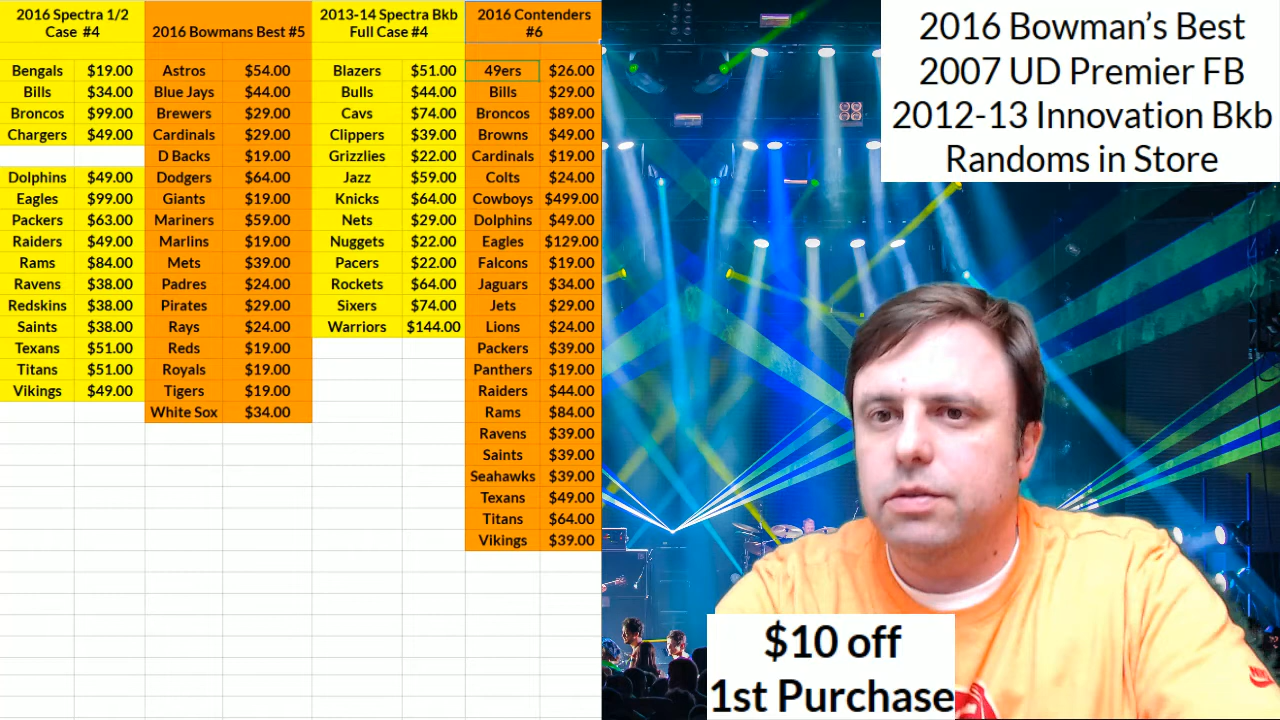 2016 Spectra 1/2
Case #4
Bengals $19.00
Bills $34.00
Broncos $99.00
Chargers $49.00
Dolphins $49.00
Eagles $99.00
Packers $63.00
Raiders $49.00
Rams $84.00
Ravens $38.00
Redskins $38.00
Saints $38.00
Texans $51.00
Titans $51.00
Vikings $49.00
2016 Bowmans Best #5
Astros $54.00
Blue Jays $44.00
Brewers $29.00
Cardinals $29.00
D Backs $19.00
Dodgers $64.00
Giants $19.00
Mariners $59.00
Marlins $19.00
Mets $39.00
Padres $24.00
Pirates $29.00
Rays $24.00
Reds $19.00
Royals $19.00
Tigers $19.00
White Sox $34.00
2013-14 Spectra Bkb
Full Case #4
Blazers $51.00
Bulls $44.00
Cavs $74.00
Clippers $39.00
Grizzlies $22.00
Jazz $59.00
Knicks $64.00
Nets $29.00
Nuggets $22.00
Pacers $22.00
Rockets $64.00
Sixers $74.00
Warriors $144.00
2016 Contenders
#6
49ers $26.00
Bills $29.00
Broncos $89.00
Browns $49.00
Cardinals $19.00
Colts $24.00
Cowboys $499.00
Dolphins $49.00
Eagles $129.00
Falcons $19.00
Jaguars $34.00
Jets $29.00
Lions $24.00
Packers $39.00
Panthers $19.00
Raiders $44.00
Rams $84.00
Ravens $39.00
Saints $39.00
Seahawks $39.00
Texans $49.00
Titans $64.00
Vikings $39.00
2016 Bowman's Best
2007 UD Premier FB
2012-13 Innovation Bkb
Randoms in Store
$10 off
1st Purchase